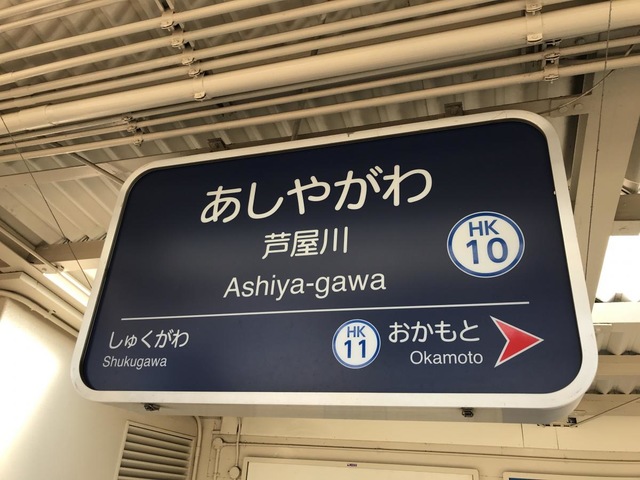 あしやがわ
芦屋川
Ashiya-gawa
HK
10
しゅくがわ
Shukugawa
HK
11
おかもと
Okamoto